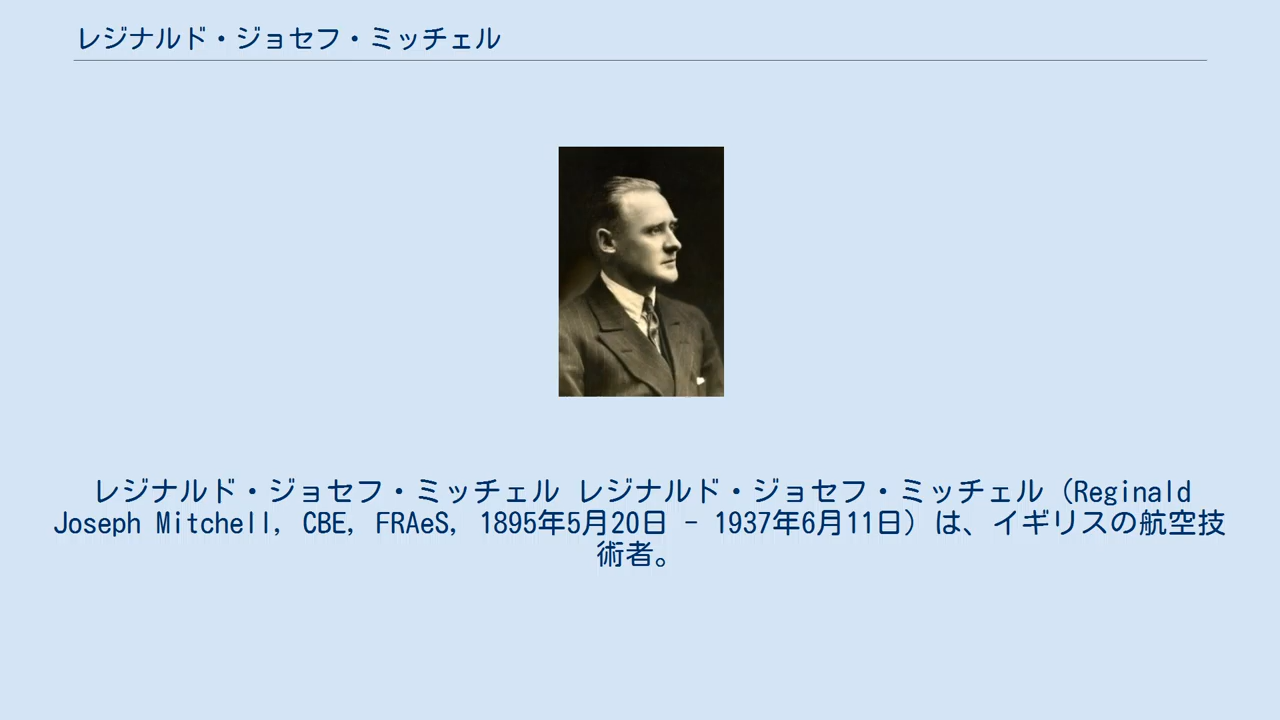 レジナルド・ジョセフ・ミッチェル
レジナルド・ジョセフ・ミッチェル レジナルド・ジョセフ・ミッチェル（Reginald
Joseph Mitchell, CBE, FRAeS, 1895年5月20日 - 1937年6月11日）は、イギリスの航空技
術者。